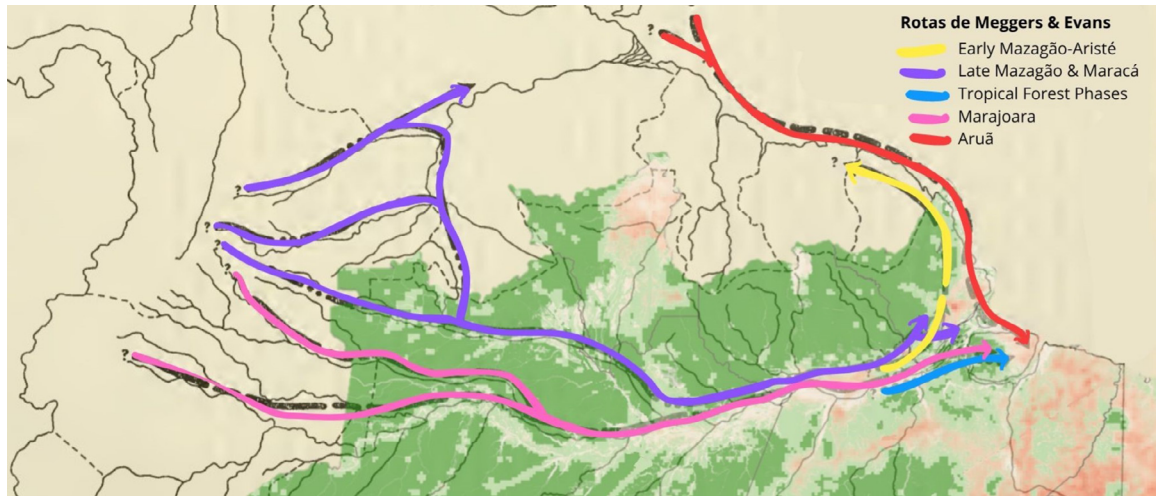 Rotas de Meggers & Evans
Early Mazagão-Aristé
Late Mazagão & Maracá
Tropical Forest Phases
Marajoara
Aruã
?
?
?
?
?
?
?